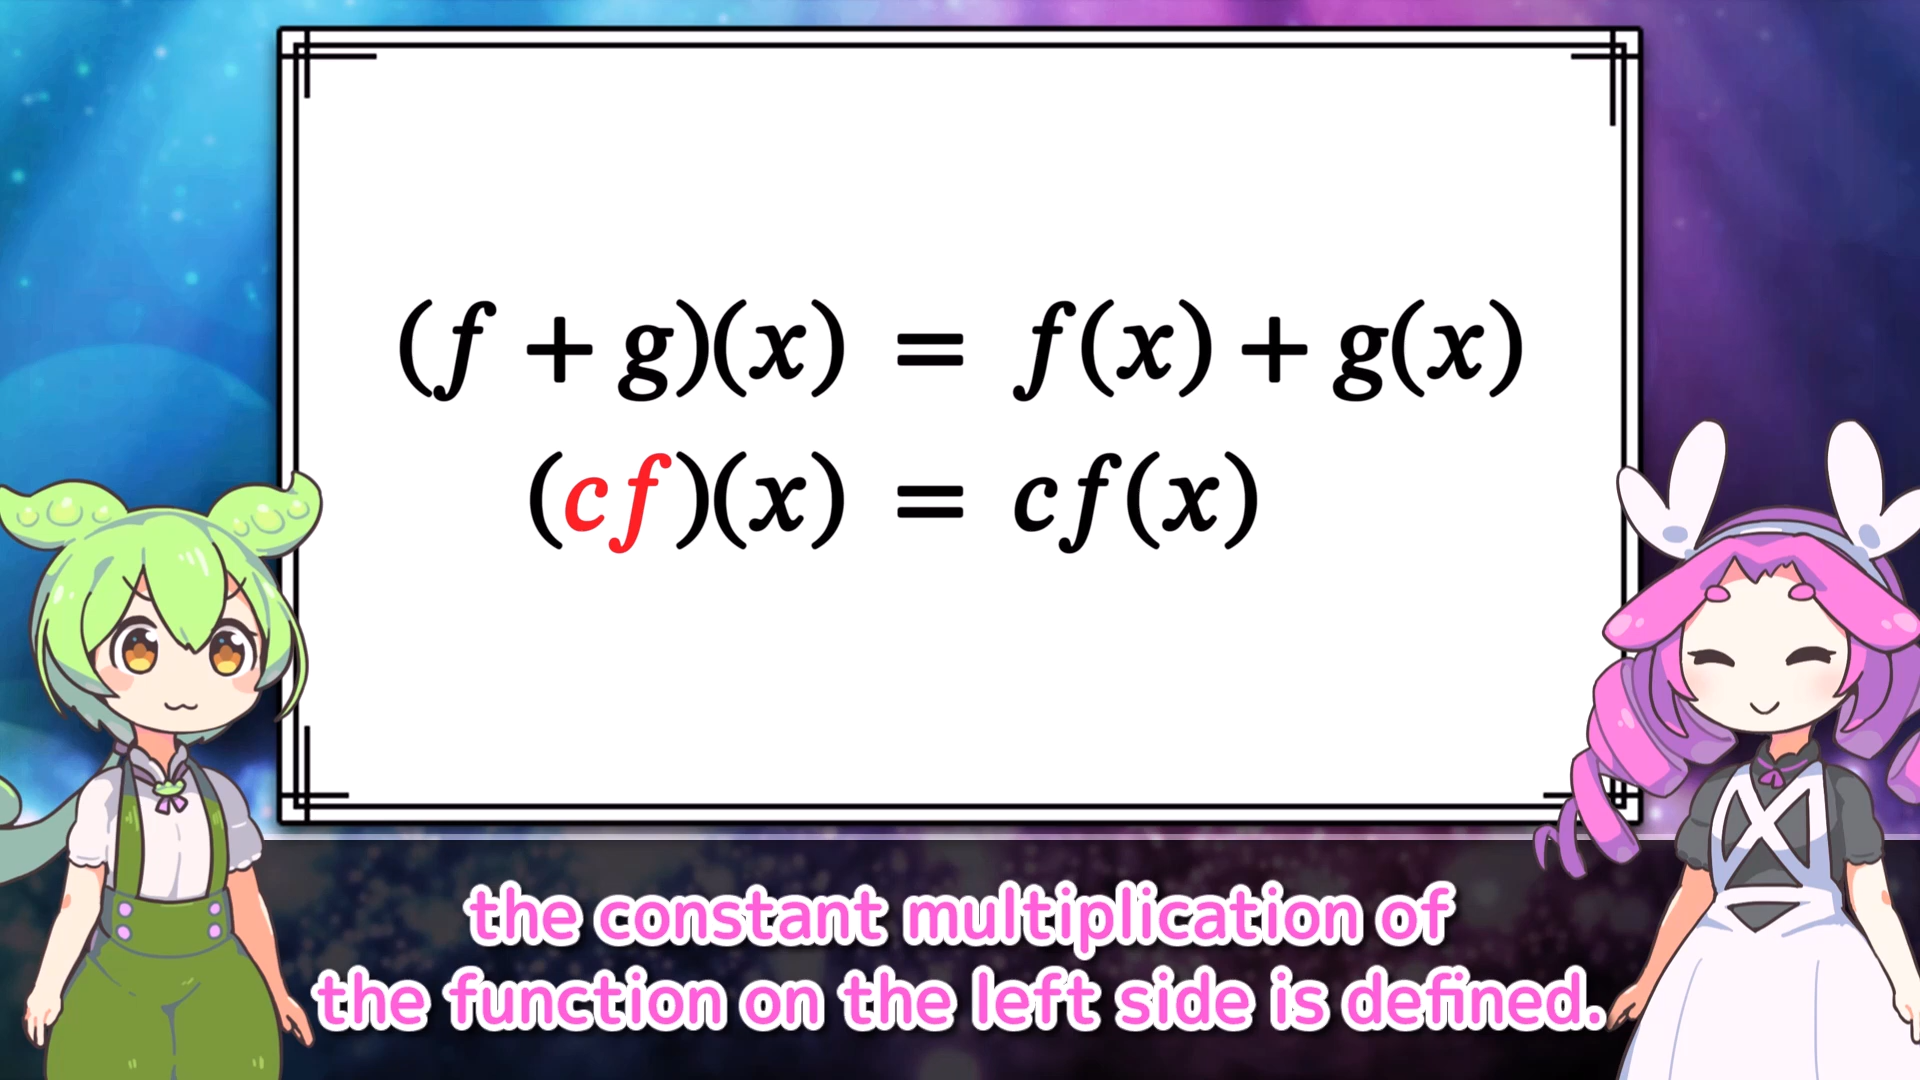 (f + g)(x) = f(x) + g(x)
(cf)(x) = cf(x)
the constant multiplication of
the function on the left side is defined.